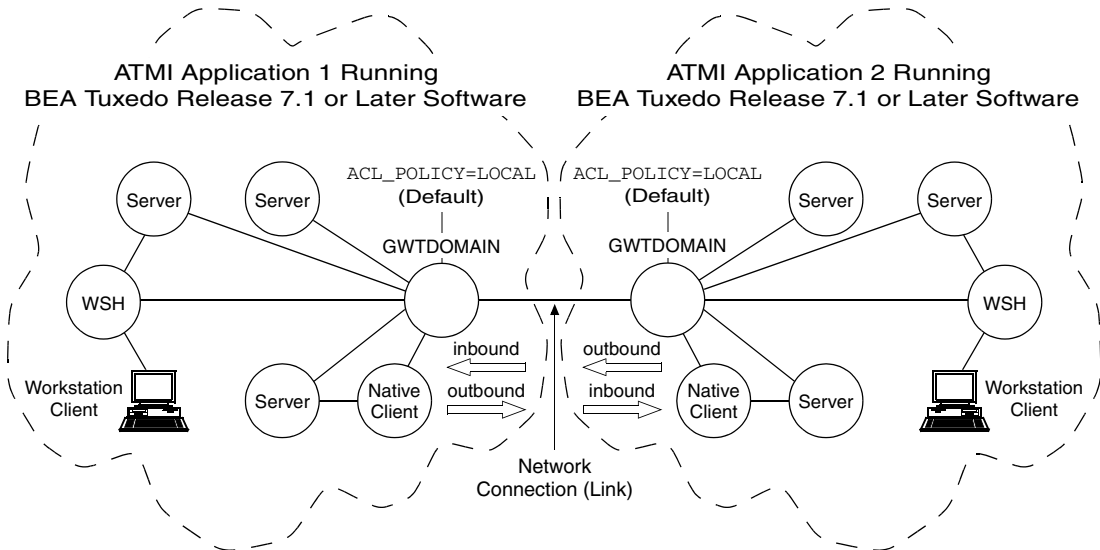 ATMI Application 1 Running
BEA Tuxedo Release 7.1 or Later Software
ATMI Application 2 Running
BEA Tuxedo Release 7.1 or Later Software
ACL_POLICY=LOCAL
(Default)
ACL_POLICY=LOCAL
(Default)
Server
Server
Server
Server
GWTDOMAIN
GWTDOMAIN
WSH
WSH
inbound
outbound
outbound
inbound
Workstation
Client
Server
Native
Client
Native
Client
Server
Workstation
Client
Network
Connection (Link)